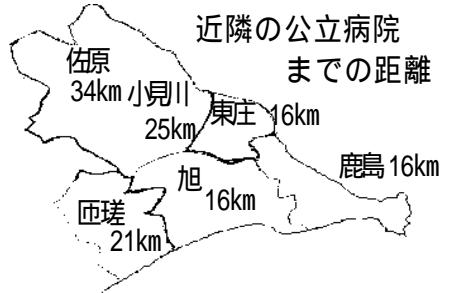 近隣の公立病院
までの距離
佐原
34km
小見川
25km
東庄 16km
鹿島 16km
旭
16km
匝瑳
21km